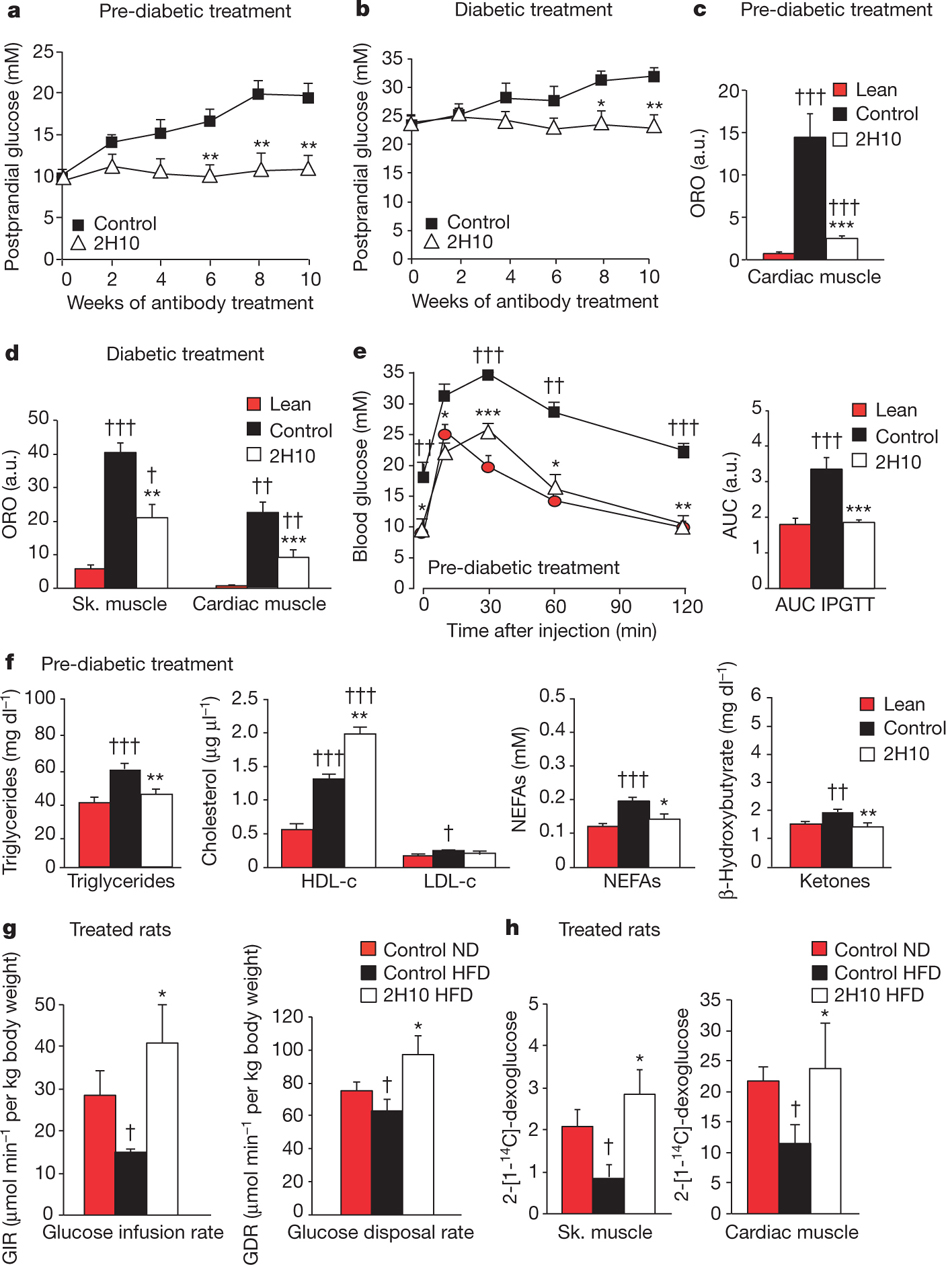 a Pre-diabetic treatment
Postprandial glucose (mM)
25
20
15
10
5
0
** ** **
Control
2H10
0 2 4 6 8 10
Weeks of antibody treatment
b Diabetic treatment
Postprandial glucose (mM)
35
30
25
20
15
10
5
0
* **
Control
2H10
0 2 4 6 8 10
Weeks of antibody treatment
c Pre-diabetic treatment
ORO (a.u.)
20
15
10
5
0
†††
†††
***
Lean
Control
2H10
Cardiac muscle
d Diabetic treatment
ORO (a.u.)
50
40
30
20
10
0
†††
†
**
††
††
***
Lean
Control
2H10
Sk. muscle Cardiac muscle
e
Blood glucose (mM)
35
30
25
20
15
10
5
0
††
*
*
†††
***
††
*
†††
**
Pre-diabetic treatment
0 30 60 90 120
Time after injection (min)
AUC (a.u.)
5
4
3
2
1
0
†††
***
Lean
Control
2H10
AUC IPGTT
f Pre-diabetic treatment
Triglycerides (mg dl–1)
100
80
60
40
20
0
†††
**
Triglycerides
Cholesterol (µg µl–1)
2.5
2.0
1.5
1.0
0.5
0
†††
†††
**
†
HDL-c LDL-c
NEFAs (mM)
0.5
0.3
0.2
0.1
0
†††
*
NEFAs
β-Hydroxybutyrate (mg dl–1)
6
5
4
3
2
1
0
††
**
Lean
Control
2H10
Ketones
g Treated rats
GIR (µmol min–1 per kg body weight)
50
40
30
20
10
0
†
*
Glucose infusion rate
GDR (µmol min–1 per kg body weight)
120
100
80
60
40
20
0
†
*
Control ND
Control HFD
2H10 HFD
Glucose disposal rate
h Treated rats
2-[1-14C]-dexoglucose
5
4
3
2
1
0
†
*
Sk. muscle
2-[1-14C]-dexoglucose
35
30
25
20
15
10
5
0
†
*
Control ND
Control HFD
2H10 HFD
Cardiac muscle